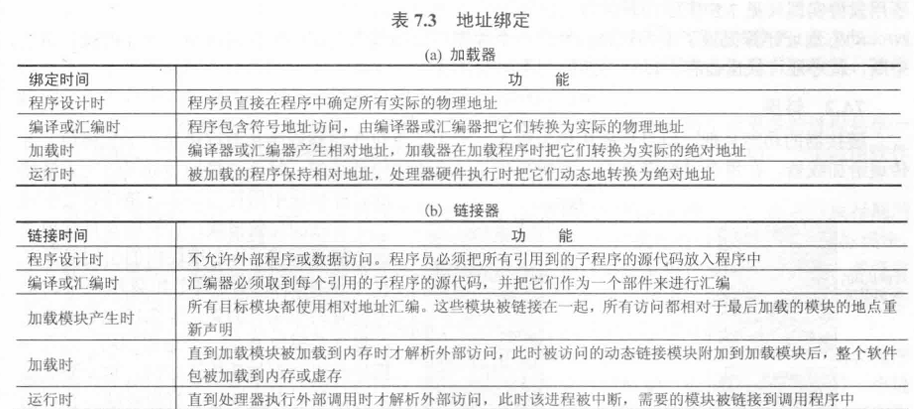 表 7.3 地址绑定
(a) 加载器
绑定时间 功 能
程序设计时 程序员直接在程序中确定所有实际的物理地址
编译或汇编时 程序包含符号地址访问，由编译器或汇编器把它们转换为实际的物理地址
加载时 编译器或汇编器产生相对地址，加载器在加载程序时把它们转换为实际的绝对地址
运行时 被加载的程序保持相对地址，处理器硬件执行时把它们动态地转换为绝对地址
(b) 链接器
链接时间 功 能
程序设计时 不允许外部程序或数据访问。程序员必须把所有引用到的子程序的源代码放入程序中
编译或汇编时 汇编器必须取到每个引用的子程序的源代码，并把它们作为一个部件来进行汇编
加载模块产生时 所有目标模块都使用相对地址汇编。这些模块被链接在一起，所有访问都相对于最后加载的模块的地点重
新声明
加载时 直到加载模块被加载到内存时才解析外部访问，此时被访问的动态链接模块附加到加载模块后，整个软件
包被加载到内存或虚存
运行时 直到处理器执行外部调用时才解析外部访问，此时该进程被中断，需要的模块被链接到调用程序中